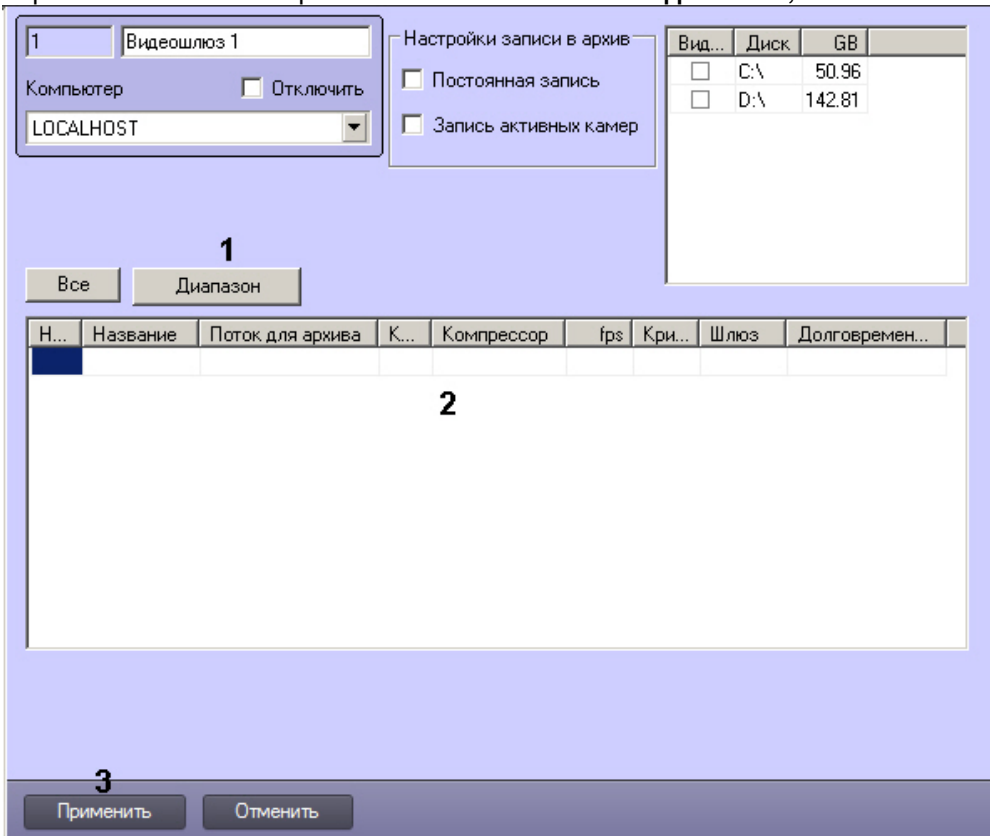 1 Видеошлюз 1
Компьютер Отключить
LOCALHOST
Настройки записи в архив
Постоянная запись
Запись активных камер
Вид... Диск GB
C:\ 50.96
D:\ 142.81
1
Все Диапазон
Н... Название Поток для архива К... Компрессор fps Кри... Шлюз Долговремен...
2
3
Применить Отменить